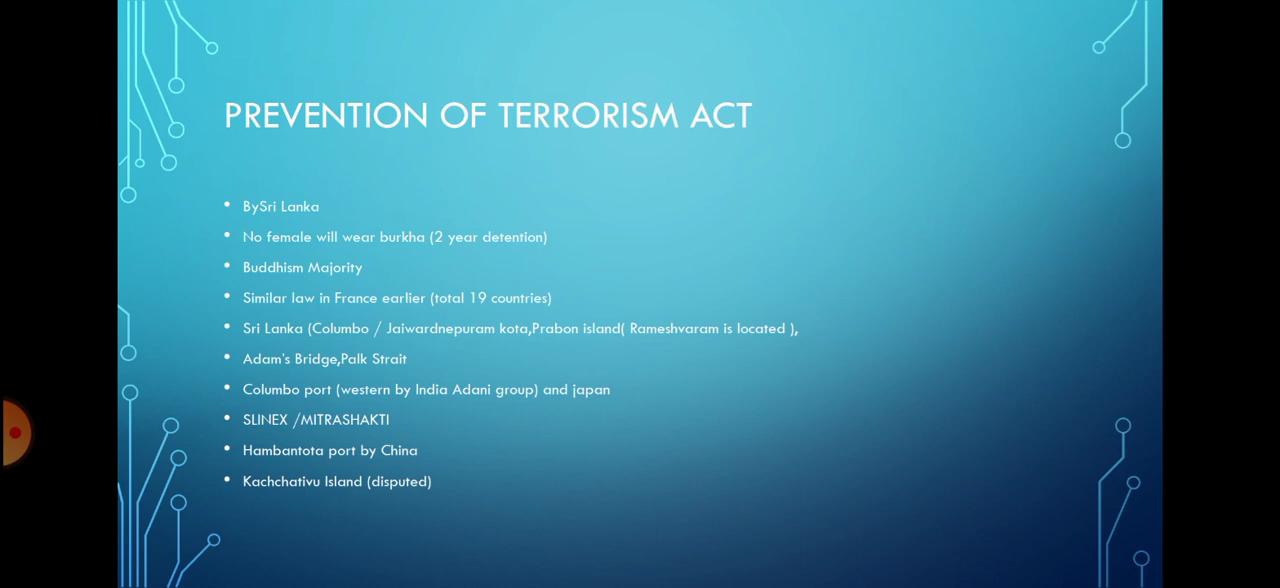 PREVENTION OF TERRORISM ACT
• BySri Lanka
• No female will wear burkha (2 year detention)
• Buddhism Majority
• Similar law in France earlier (total 19 countries)
• Sri Lanka (Columbo / Jaiwardnepuram kota,Prabon island( Rameshvaram is located ),
• Adam's Bridge,Palk Strait
• Columbo port (western by India Adani group) and japan
• SLINEX /MITRASHAKTI
• Hambantota port by China
• Kachchativu Island (disputed)